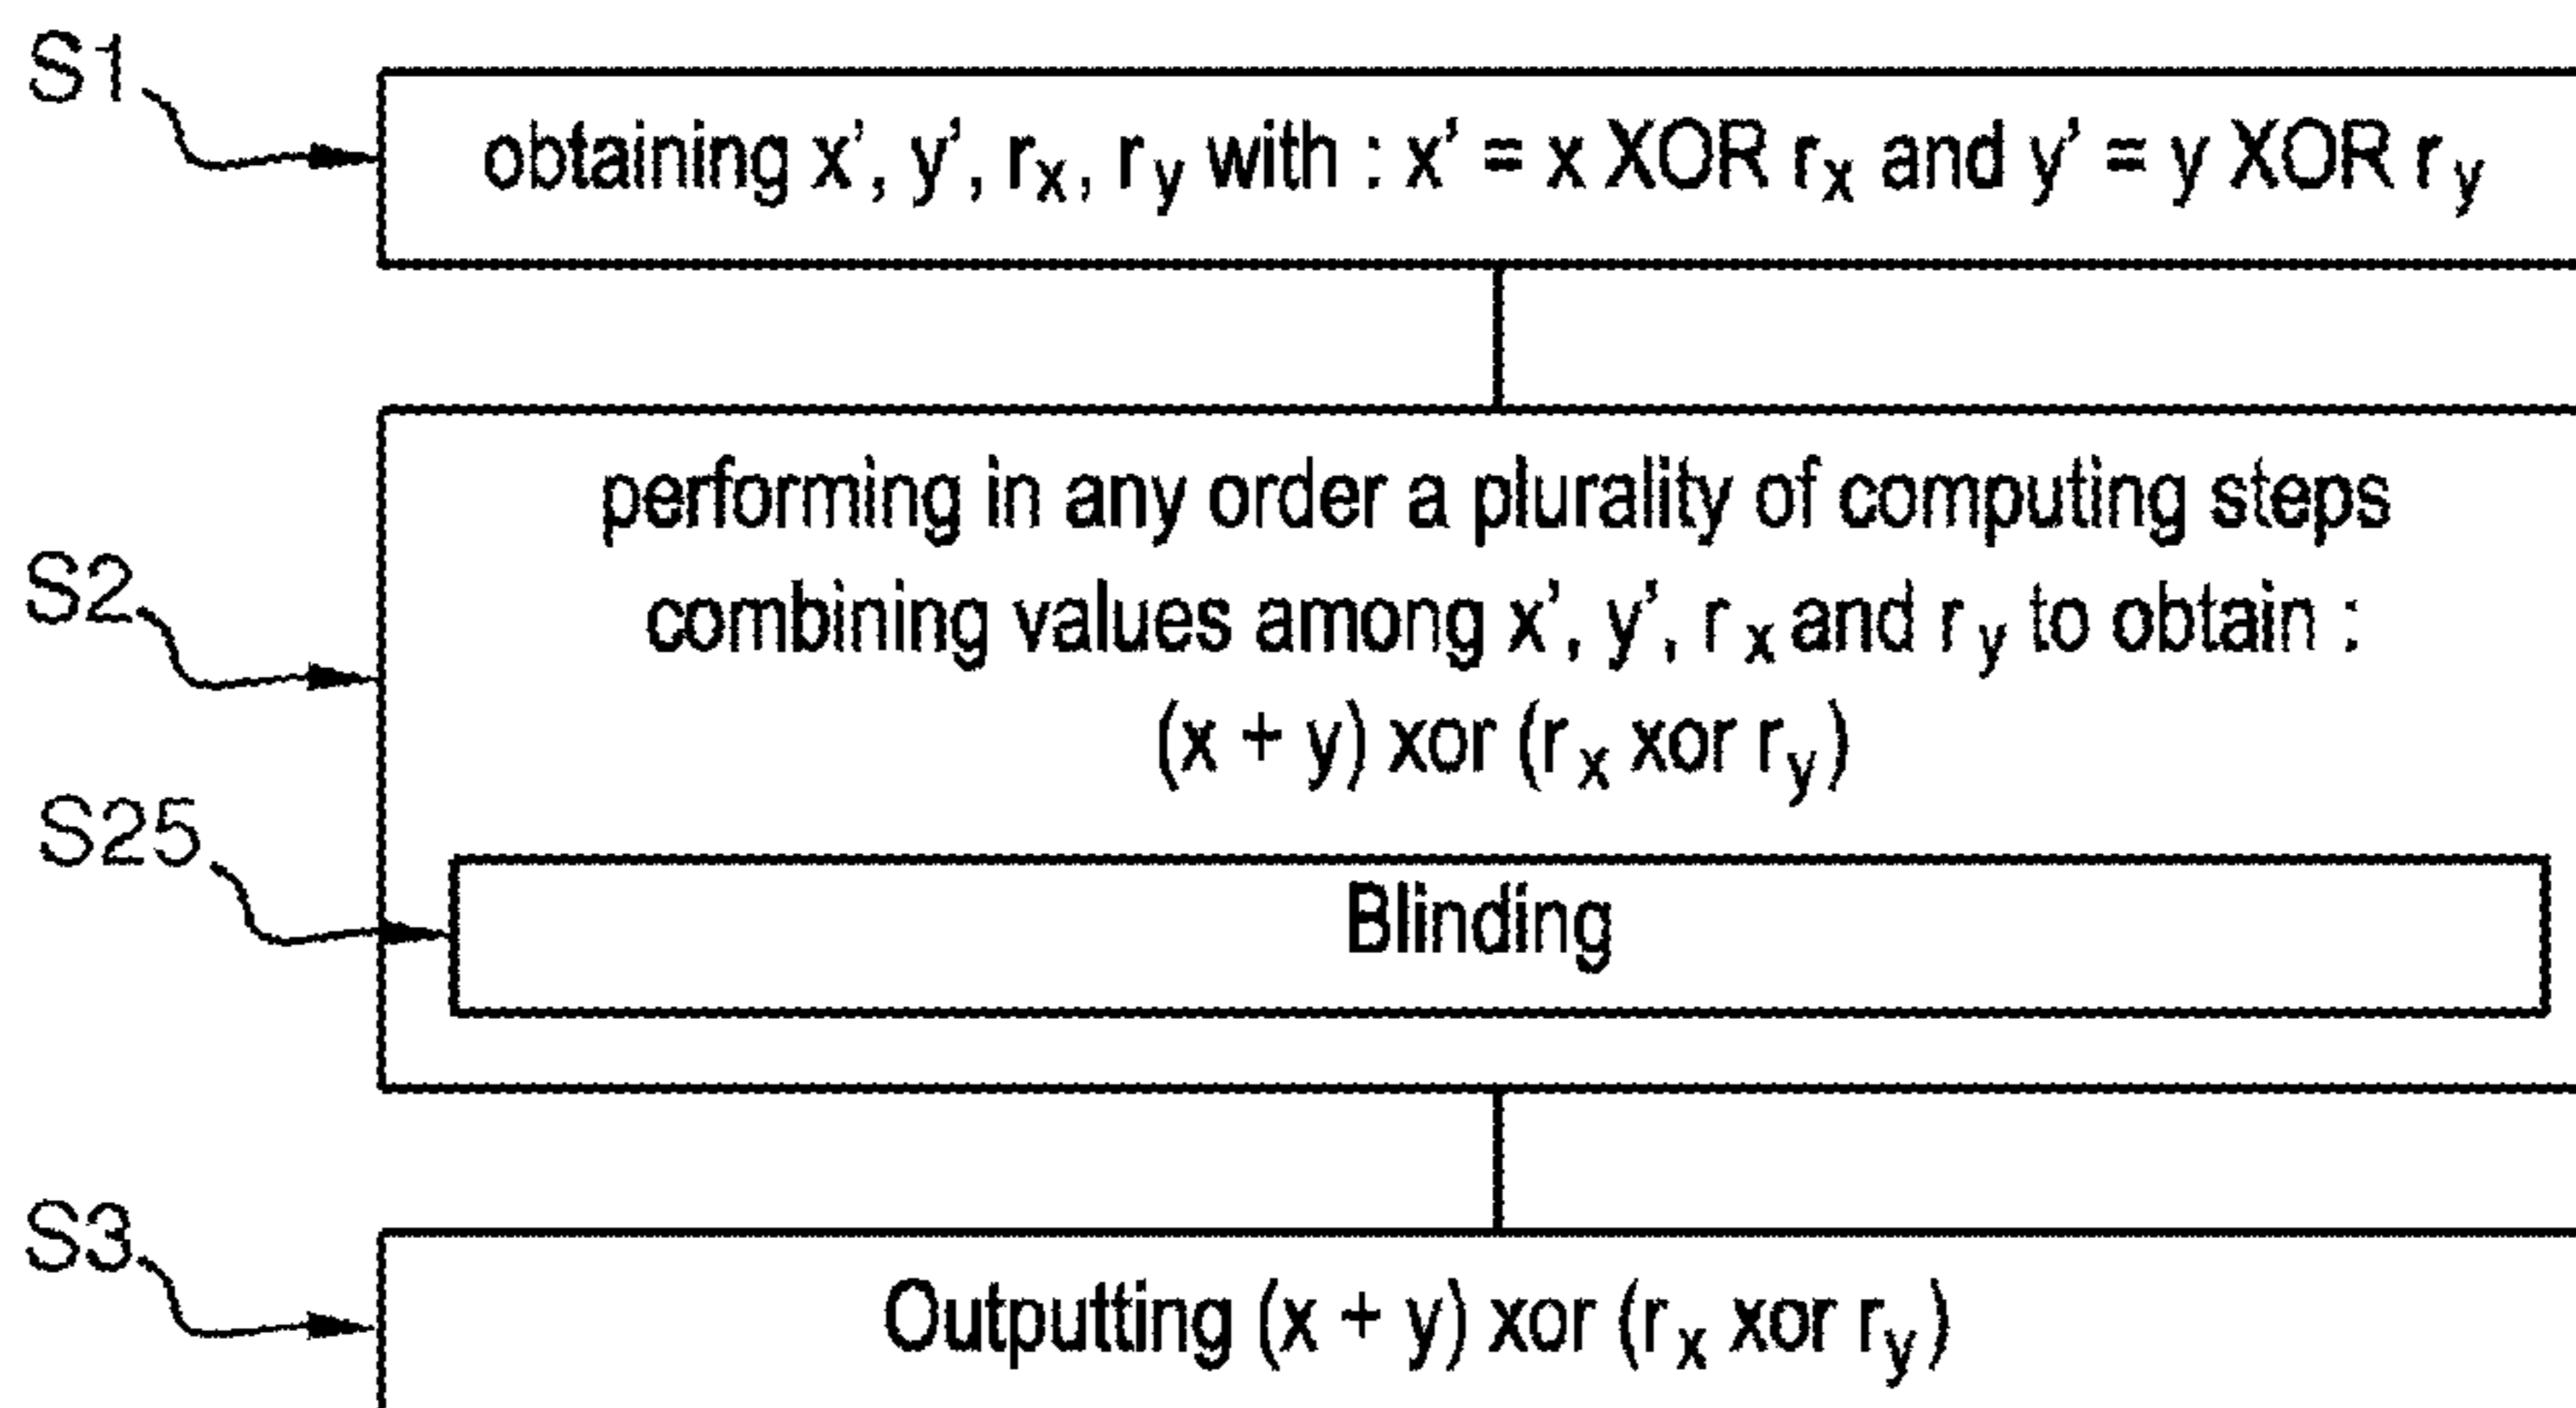 S1
obtaining x', y', rx, ry with : x' = x XOR rx and y' = y XOR ry
S2
performing in any order a plurality of computing steps
combining values among x', y', rx and ry to obtain :
(x + y) xor (rx xor ry)
S25
Blinding
S3
Outputting (x + y) xor (rx xor ry)